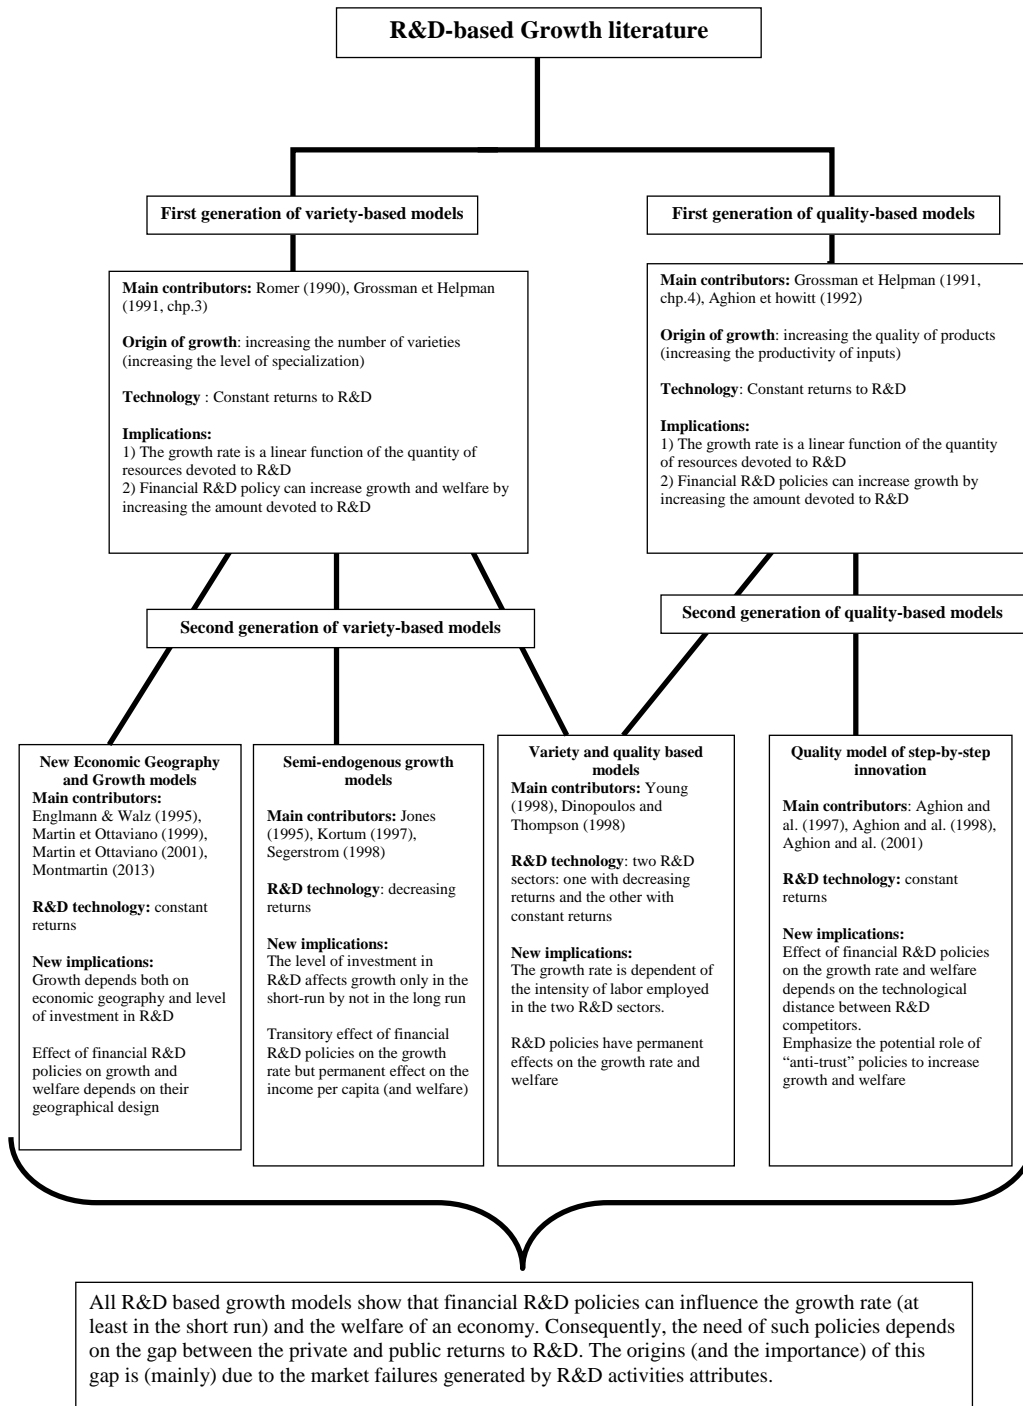 R&D-based Growth literature
First generation of variety-based models
First generation of quality-based models
Main contributors: Romer (1990), Grossman et Helpman
(1991, chp.3)
Origin of growth: increasing the number of varieties
(increasing the level of specialization)
Technology : Constant returns to R&D
Implications:
1) The growth rate is a linear function of the quantity of
resources devoted to R&D
2) Financial R&D policy can increase growth and welfare by
increasing the amount devoted to R&D
Main contributors: Grossman et Helpman (1991,
chp.4), Aghion et howitt (1992)
Origin of growth: increasing the quality of products
(increasing the productivity of inputs)
Technology: Constant returns to R&D
Implications:
1) The growth rate is a linear function of the quantity
of resources devoted to R&D
2) Financial R&D policies can increase growth by
increasing the amount devoted to R&D
Second generation of variety-based models
Second generation of quality-based models
New Economic Geography
and Growth models
Main contributors:
Englmann & Walz (1995),
Martin et Ottaviano (1999),
Martin et Ottaviano (2001),
Montmartin (2013)
R&D technology: constant
returns
New implications:
Growth depends both on
economic geography and level
of investment in R&D
Effect of financial R&D
policies on growth and
welfare depends on their
geographical design
Semi-endogenous growth
models
Main contributors: Jones
(1995), Kortum (1997),
Segerstrom (1998)
R&D technology: decreasing
returns
New implications:
The level of investment in
R&D affects growth only in the
short-run by not in the long run
Transitory effect of financial
R&D policies on the growth
rate but permanent effect on the
income per capita (and welfare)
Variety and quality based
models
Main contributors: Young
(1998), Dinopoulos and
Thompson (1998)
R&D technology: two R&D
sectors: one with decreasing
returns and the other with
constant returns
New implications:
The growth rate is dependent of
the intensity of labor employed
in the two R&D sectors.
R&D policies have permanent
effects on the growth rate and
welfare
Quality model of step-by-step
innovation
Main contributors: Aghion and
al. (1997), Aghion and al. (1998),
Aghion and al. (2001)
R&D technology: constant
returns
New implications:
Effect of financial R&D policies
on the growth rate and welfare
depends on the technological
distance between R&D
competitors.
Emphasize the potential role of
“anti-trust” policies to increase
growth and welfare
All R&D based growth models show that financial R&D policies can influence the growth rate (at
least in the short run) and the welfare of an economy. Consequently, the need of such policies depends
on the gap between the private and public returns to R&D. The origins (and the importance) of this
gap is (mainly) due to the market failures generated by R&D activities attributes.